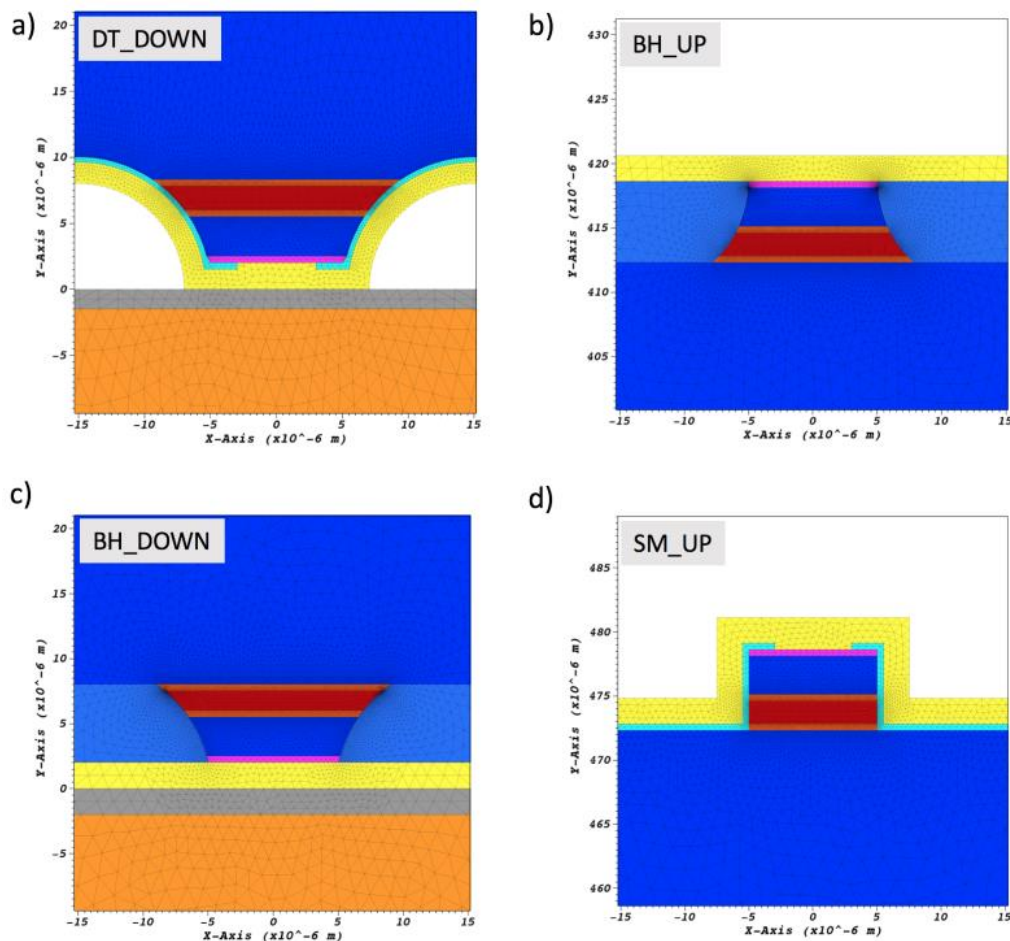 a)
DT_DOWN
20
15
10
5
0
-5
Y-Axis (x10^-6 m)
-15 -10 -5 0 5 10 15
X-Axis (x10^-6 m)
b)
BH_UP
430
425
420
415
410
405
Y-Axis (x10^-6 m)
-15 -10 -5 0 5 10 15
X-Axis (x10^-6 m)
c)
BH_DOWN
20
15
10
5
0
-5
Y-Axis (x10^-6 m)
-15 -10 -5 0 5 10 15
X-Axis (x10^-6 m)
d)
SM_UP
485
480
475
470
465
460
Y-Axis (x10^-6 m)
-15 -10 -5 0 5 10 15
X-Axis (x10^-6 m)